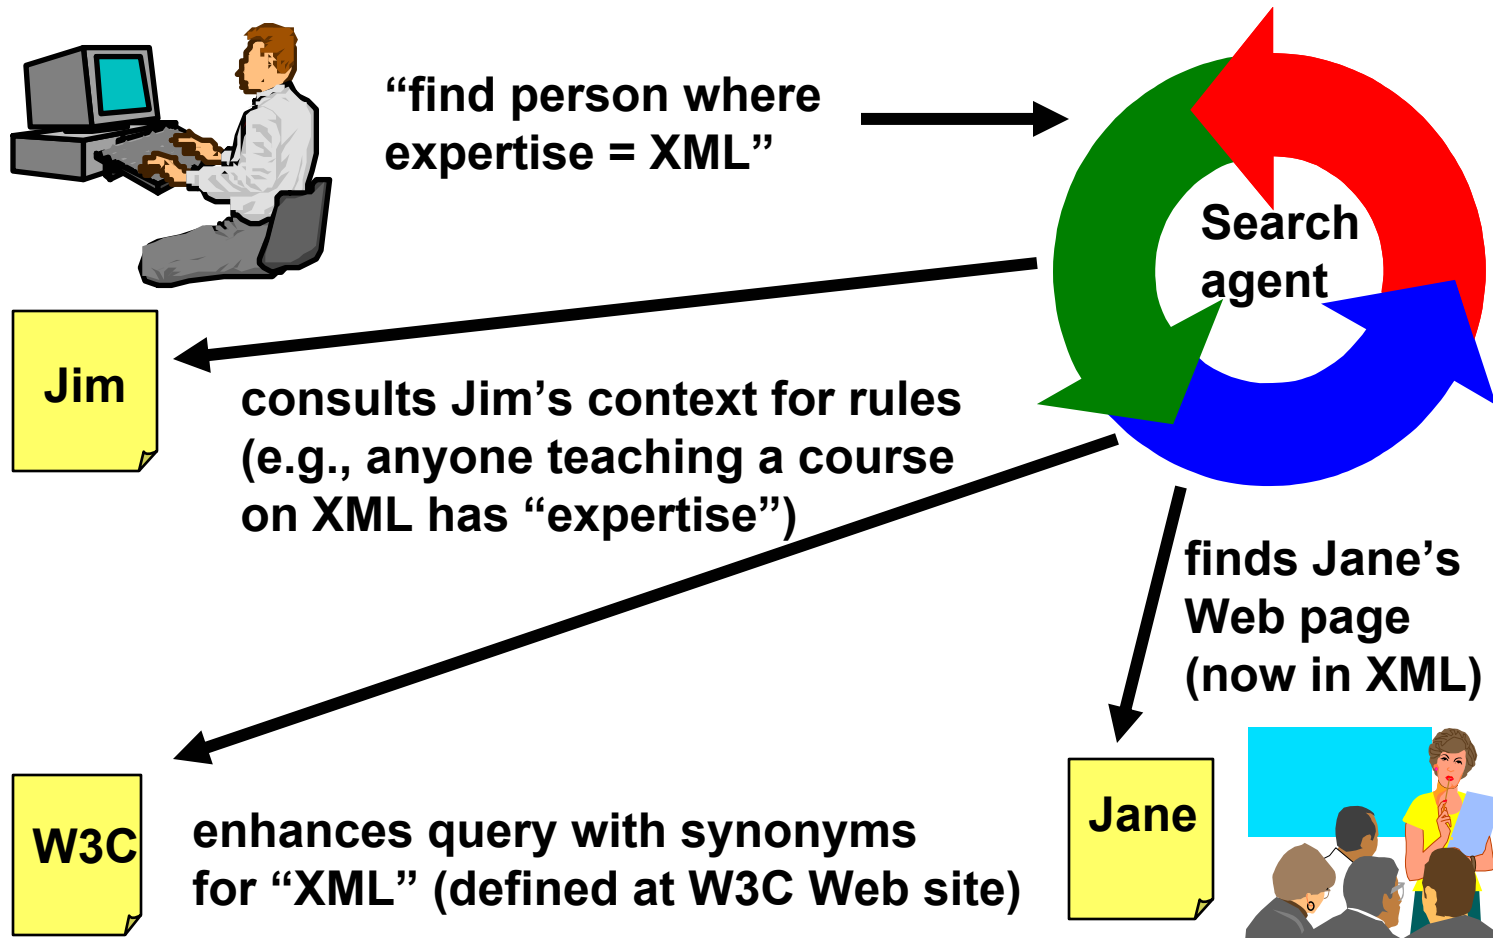 “find person where
expertise = XML”
Search
agent
Jim
consults Jim’s context for rules
(e.g., anyone teaching a course
on XML has “expertise”)
finds Jane’s
Web page
(now in XML)
W3C
enhances query with synonyms
for “XML” (defined at W3C Web site)
Jane